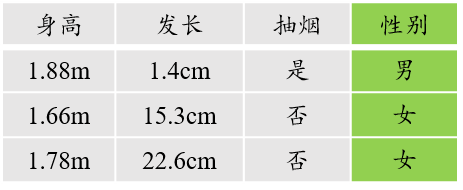 身高 发长 抽烟 性别
1.88m 1.4cm 是 男
1.66m 15.3cm 否 女
1.78m 22.6cm 否 女